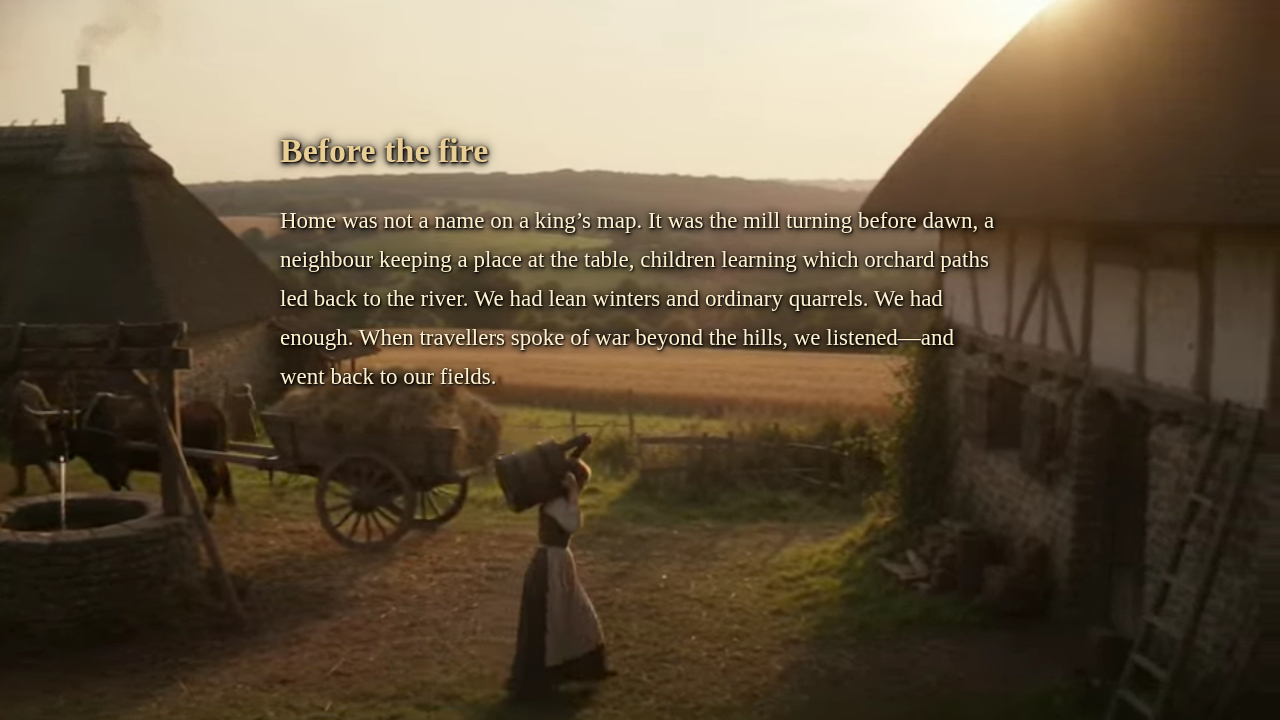 Before the fire
Home was not a name on a king’s map. It was the mill turning before dawn, a
neighbour keeping a place at the table, children learning which orchard paths
led back to the river. We had lean winters and ordinary quarrels. We had
enough. When travellers spoke of war beyond the hills, we listened—and
went back to our fields.